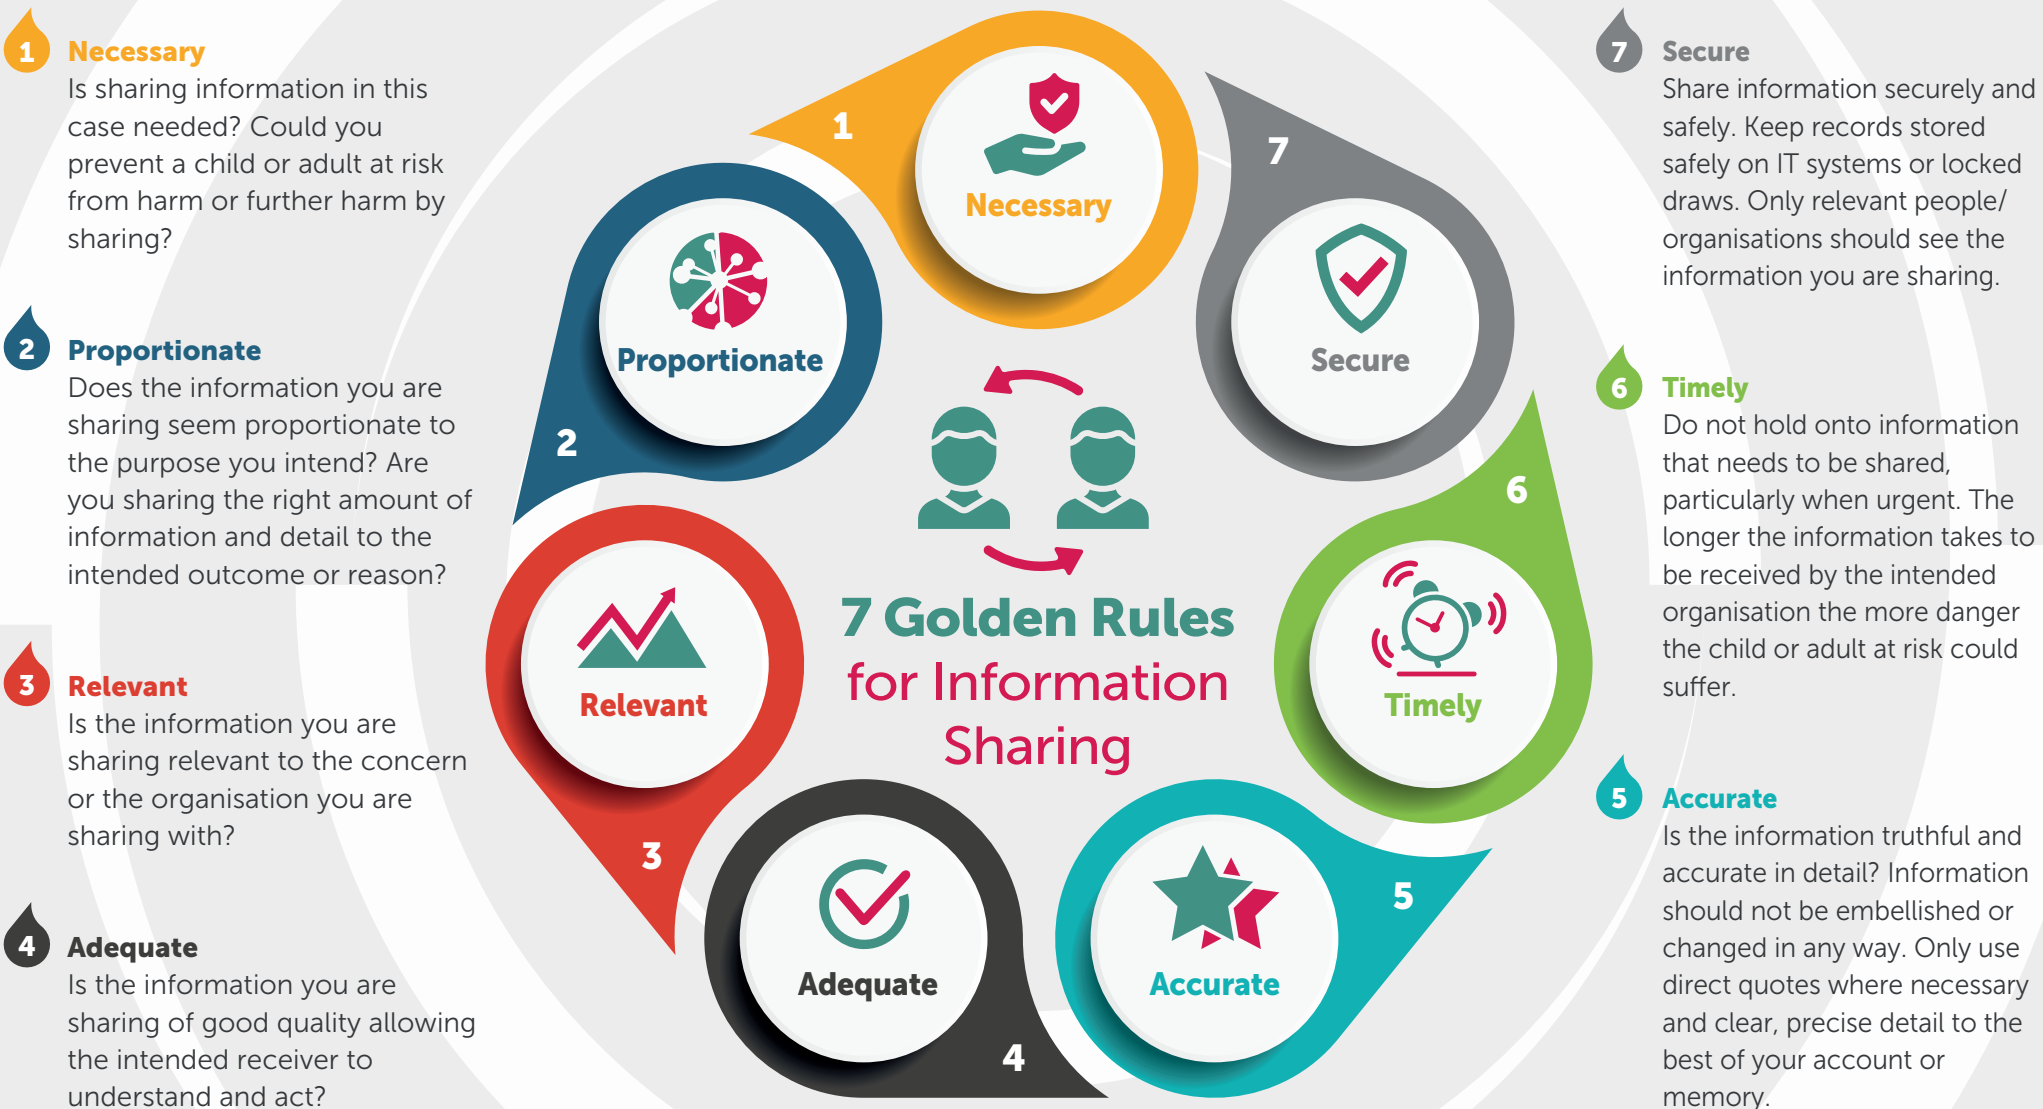 1
Necessary
Is sharing information in this
case needed? Could you
prevent a child or adult at risk
from harm or further harm by
sharing?
2
Proportionate
Does the information you are
sharing seem proportionate to
the purpose you intend? Are
you sharing the right amount of
information and detail to the
intended outcome or reason?
3
Relevant
Is the information you are
sharing relevant to the concern
or the organisation you are
sharing with?
4
Adequate
Is the information you are
sharing of good quality allowing
the intended receiver to
understand and act?
1
Necessary
2
Proportionate
3
Relevant
4
Adequate
5
Accurate
6
Timely
7
Secure
7 Golden Rules
for Information
Sharing
7
Secure
Share information securely and
safely. Keep records stored
safely on IT systems or locked
draws. Only relevant people/
organisations should see the
information you are sharing.
6
Timely
Do not hold onto information
that needs to be shared,
particularly when urgent. The
longer the information takes to
be received by the intended
organisation the more danger
the child or adult at risk could
suffer.
5
Accurate
Is the information truthful and
accurate in detail? Information
should not be embellished or
changed in any way. Only use
direct quotes where necessary
and clear, precise detail to the
best of your account or
memory.